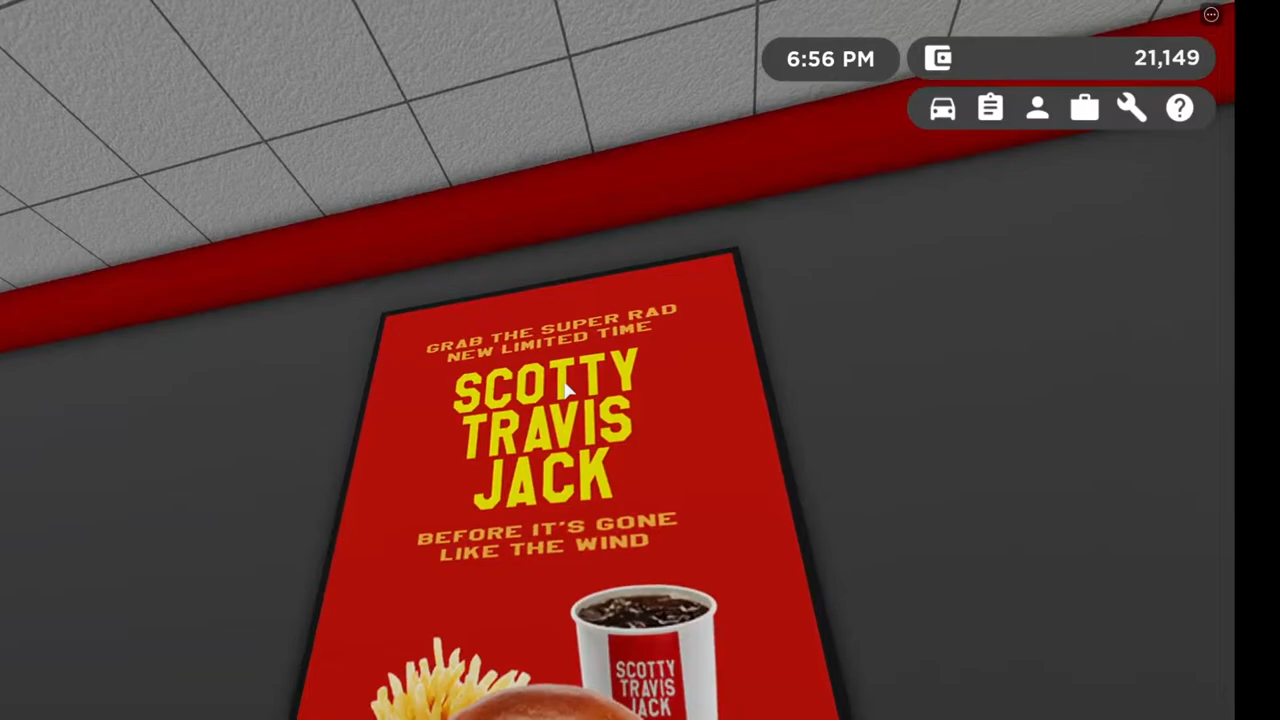 6:56 PM
21,149
GRAB THE SUPER RAD
NEW LIMITED TIME
SCOTTY
TRAVIS
JACK
BEFORE IT'S GONE
LIKE THE WIND
SCOTTY
TRAVIS
JACK